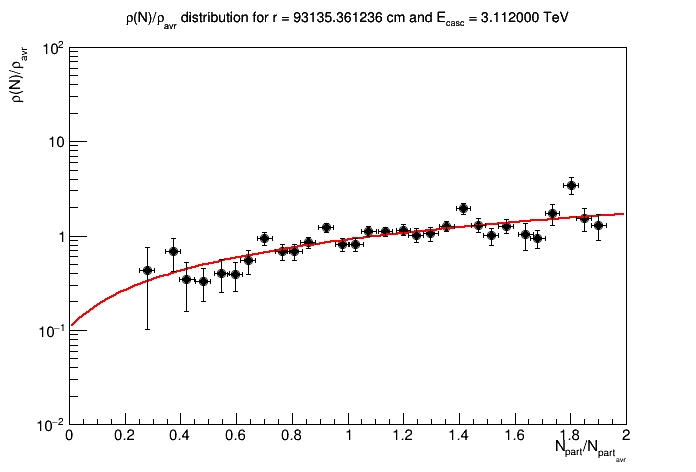 ρ(N)/ρavr distribution for r = 93135.361236 cm and Ecasc = 3.112000 TeV
ρ(N)/ρavr
10²
10
1
10⁻¹
10⁻²
0 0.2 0.4 0.6 0.8 1 1.2 1.4 1.6 1.8 2
Npart/Npartavr